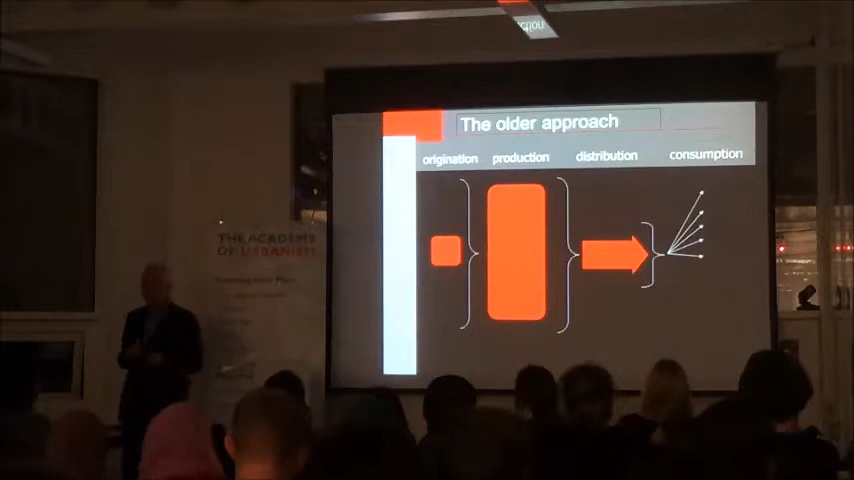 The older approach
origination production distribution consumption
THE ACADEMY
OF URBANISM